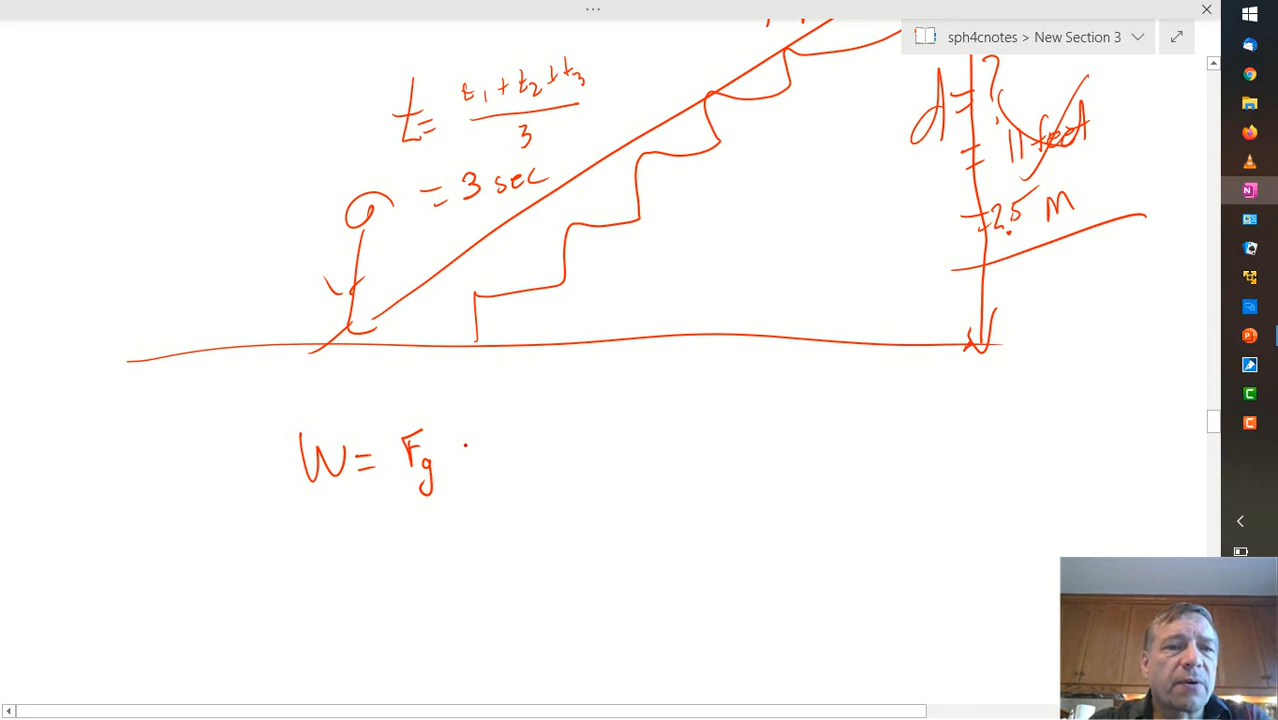 ...
sph4cnotes > New Section 3
t = t1 + t2 + t3
3
= 3 sec
d = ?
= 11 feet
= 2.5 M
W = Fg ·